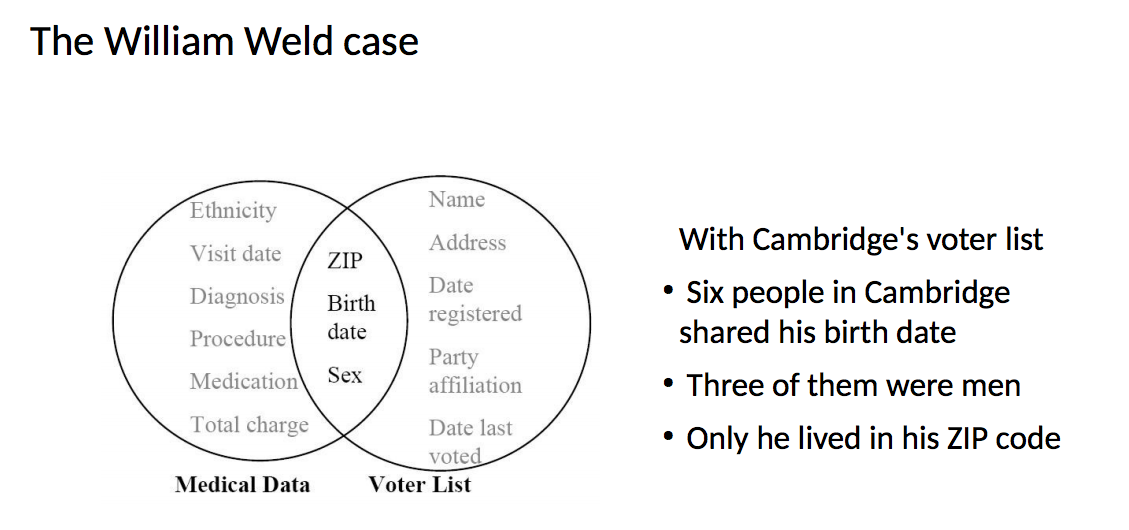 The William Weld case
Ethnicity
Visit date
Diagnosis
Procedure
Medication
Total charge
ZIP
Birth
date
Sex
Name
Address
Date
registered
Party
affiliation
Date last
voted
Medical Data
Voter List
With Cambridge's voter list
• Six people in Cambridge
shared his birth date
• Three of them were men
• Only he lived in his ZIP code